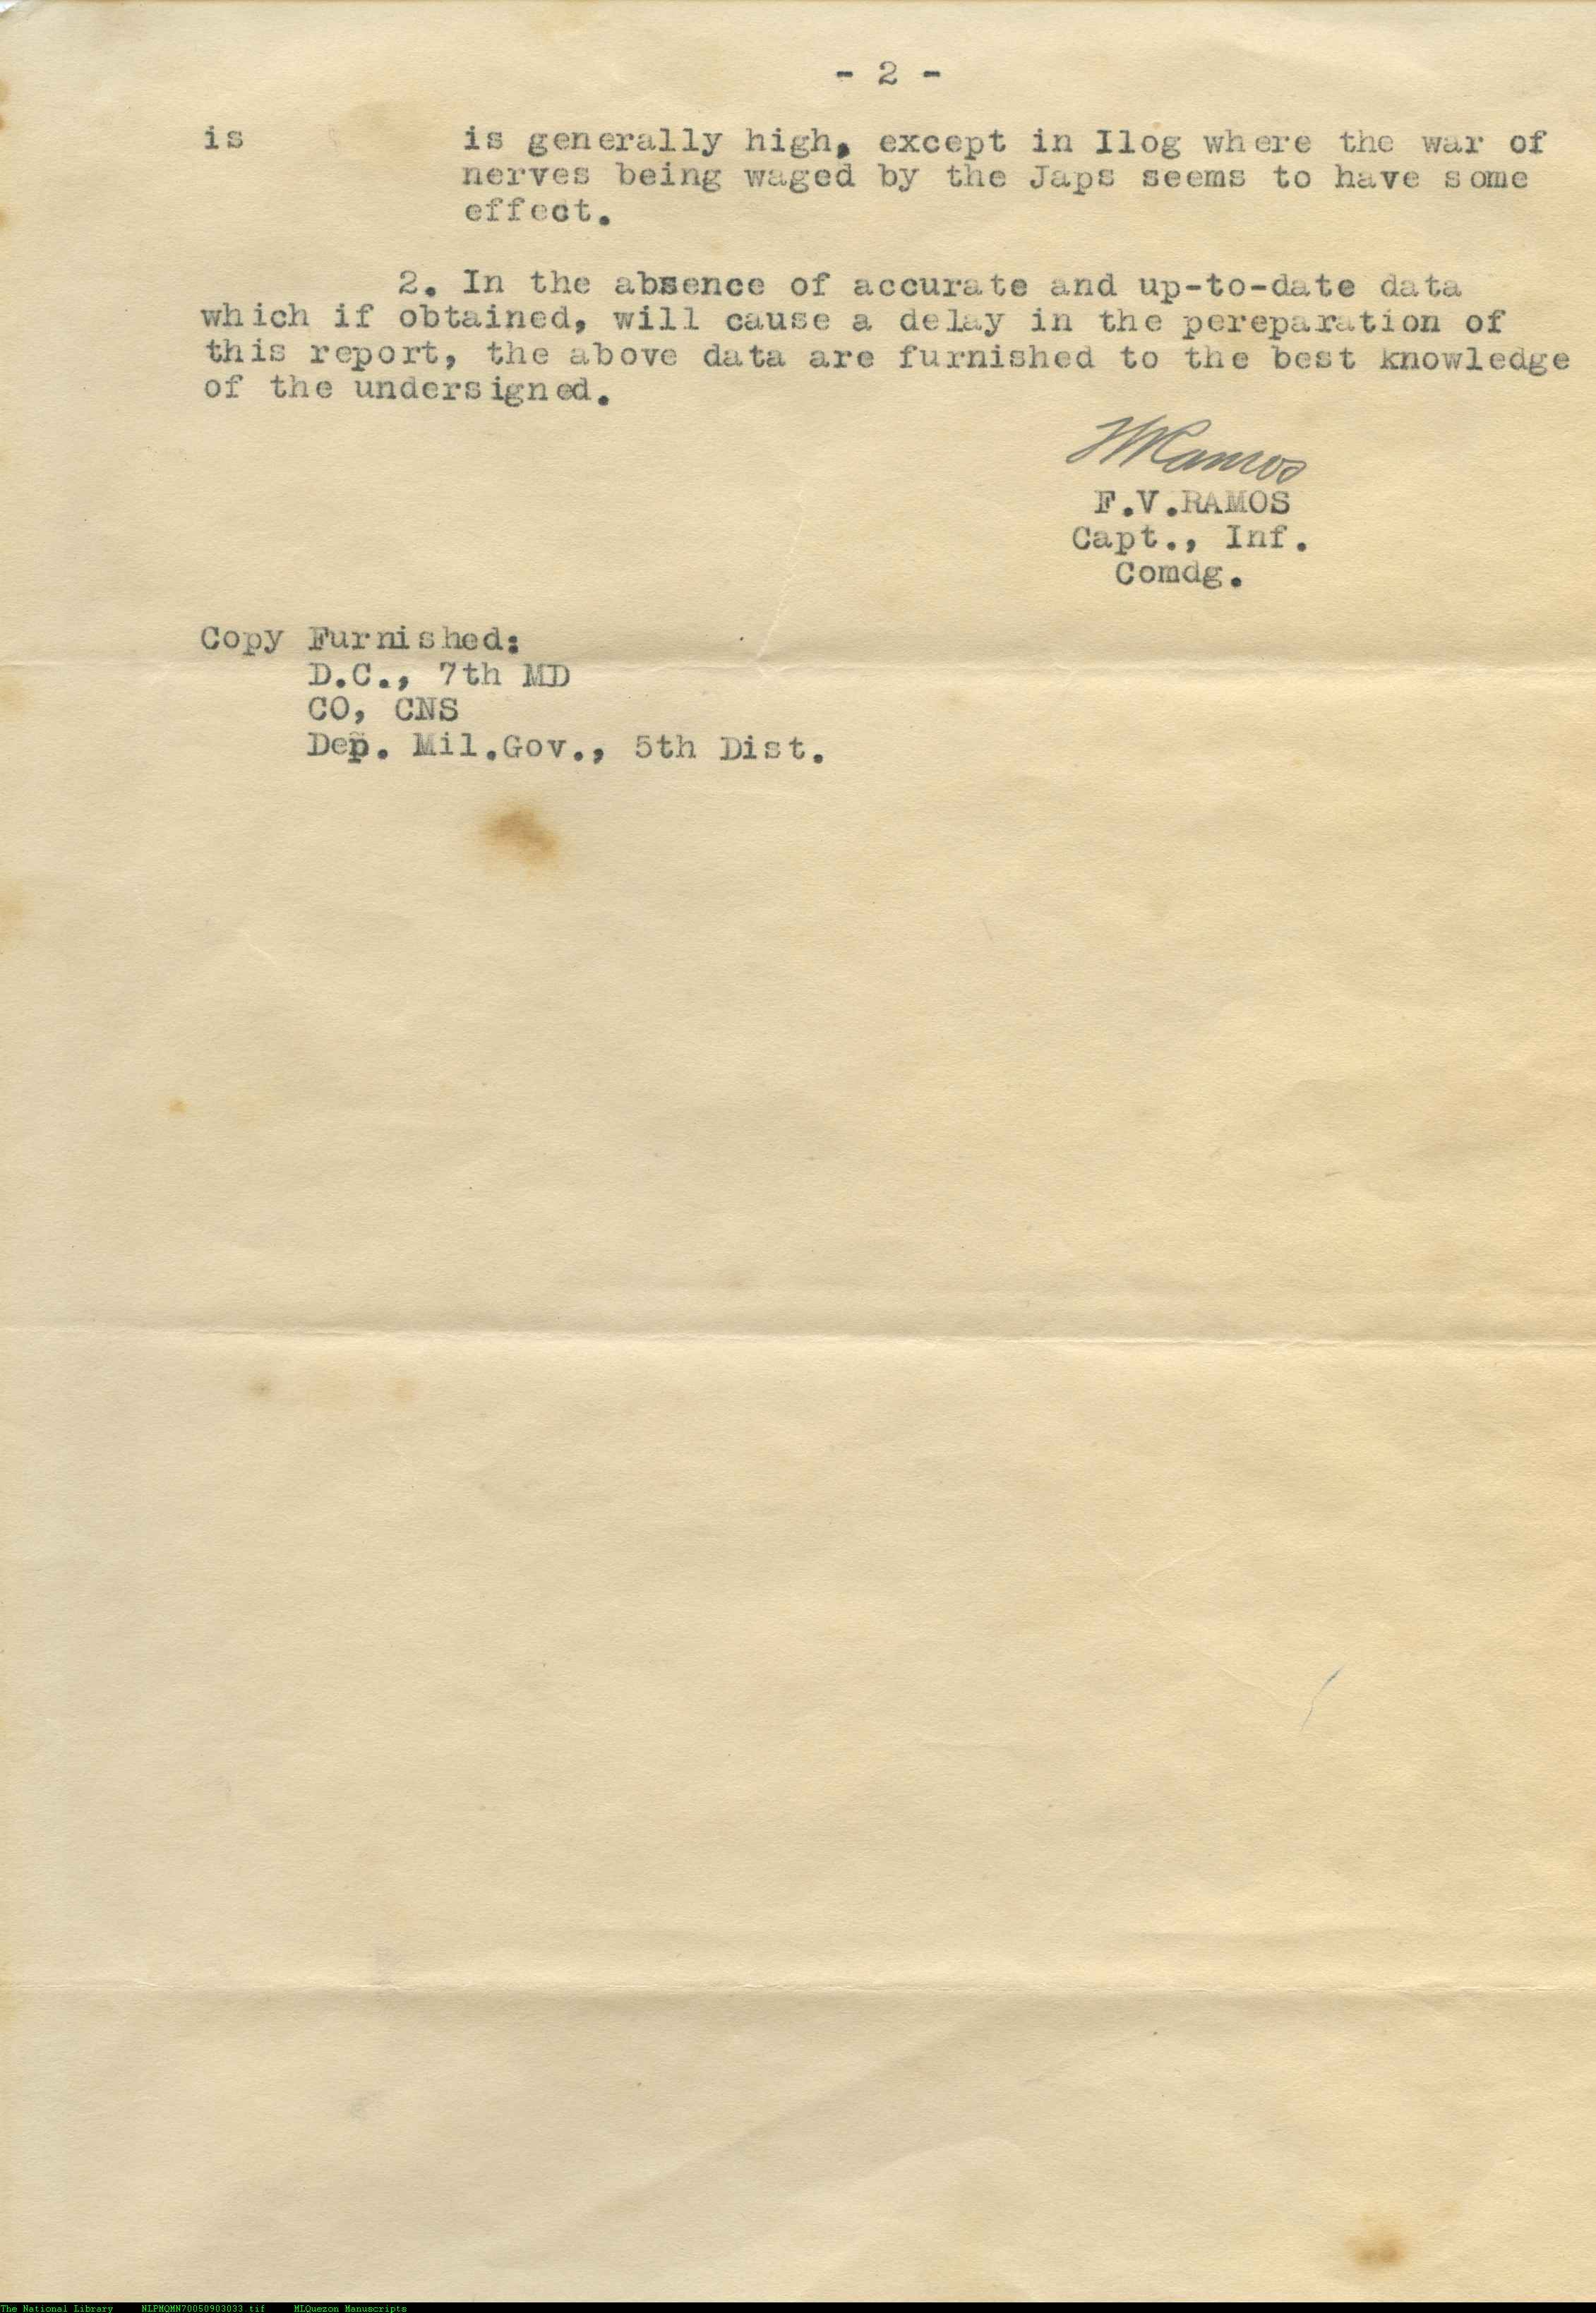 - 2 -
is is generally high, except in Ilog where the war of
nerves being waged by the Japs seems to have some
effect.
2. In the absence of accurate and up-to-date data
which if obtained, will cause a delay in the pereparation of
this report, the above data are furnished to the best knowledge
of the undersigned.
F.V.RAMOS
Capt., Inf.
Comdg.
Copy Furnished:
D.C., 7th MD
CO, CNS
Dep. Mil.Gov., 5th Dist.
The National Library NLPMQMN70050903033.tif MLQuezon Manuscripts